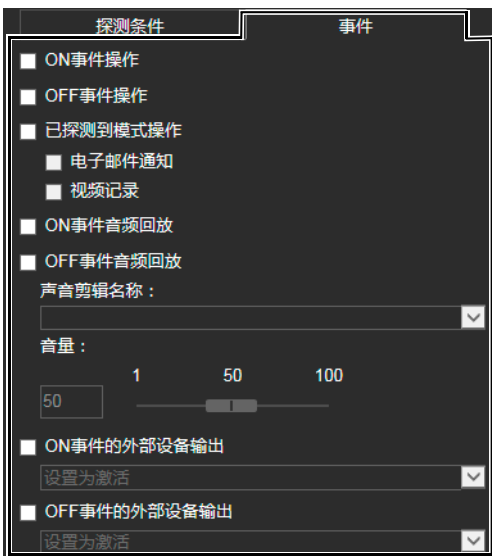 探测条件 事件
ON事件操作
OFF事件操作
已探测到模式操作
电子邮件通知
视频记录
ON事件音频回放
OFF事件音频回放
声音剪辑名称：
音量：
1 50 100
50
ON事件的外部设备输出
设置为激活
OFF事件的外部设备输出
设置为激活